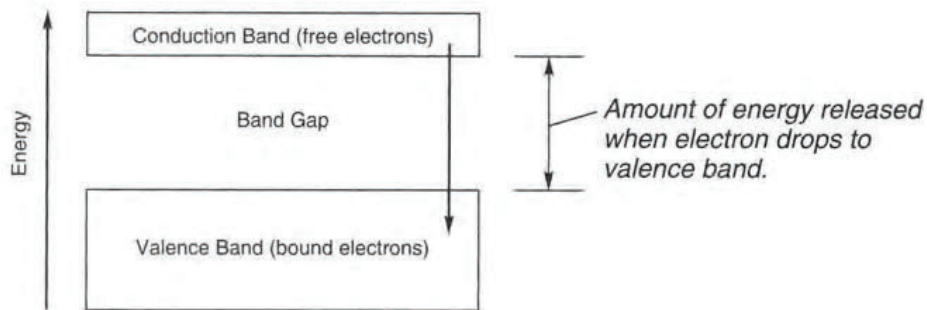 Conduction Band (free electrons)
Energy
Band Gap
Amount of energy released
when electron drops to
valence band.
Valence Band (bound electrons)